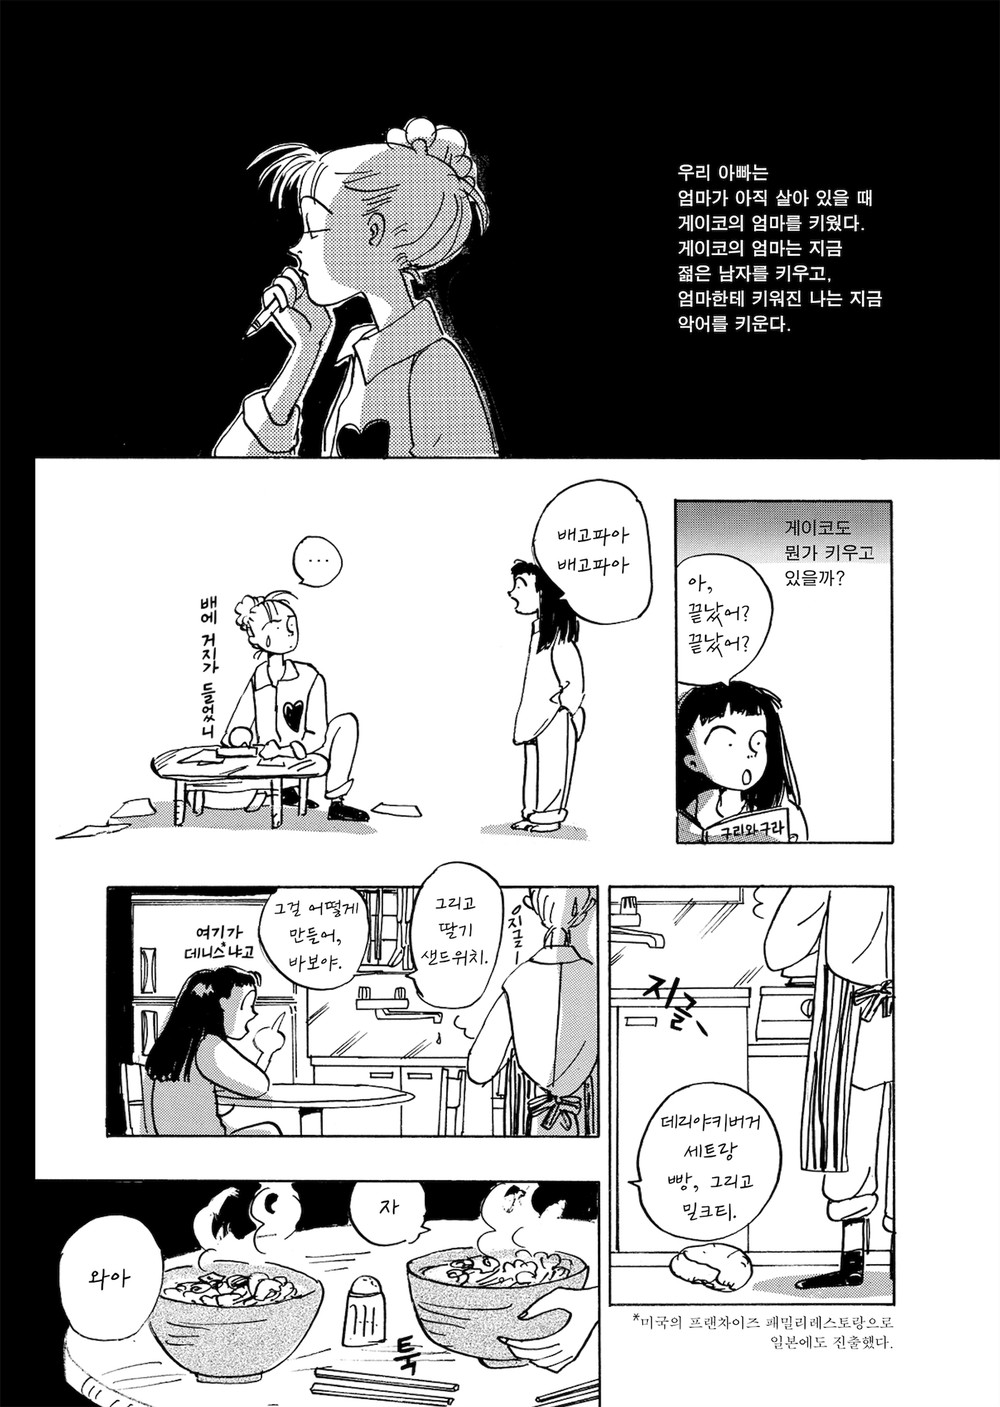 우리 아빠는
엄마가 아직 살아 있을 때
게이코의 엄마를 키웠다.
게이코의 엄마는 지금
젊은 남자를 키우고,
엄마한테 키워진 나는 지금
악어를 키운다.
게이코도
뭔가 키우고
있을까?
아,
끝났어?
끝났어?
구리와 구라
배고파아
배고파아
...
배에 거지가 들었니
데리야키버거
세트랑
빵, 그리고
밀크티.
지글,
*미국의 프랜차이즈 패밀리레스토랑으로
일본에도 진출했다.
그리고
딸기
샌드위치.
지글-
그걸 어떻게
만들어,
바보야.
여기가
데니스*냐고
자
와아
툭